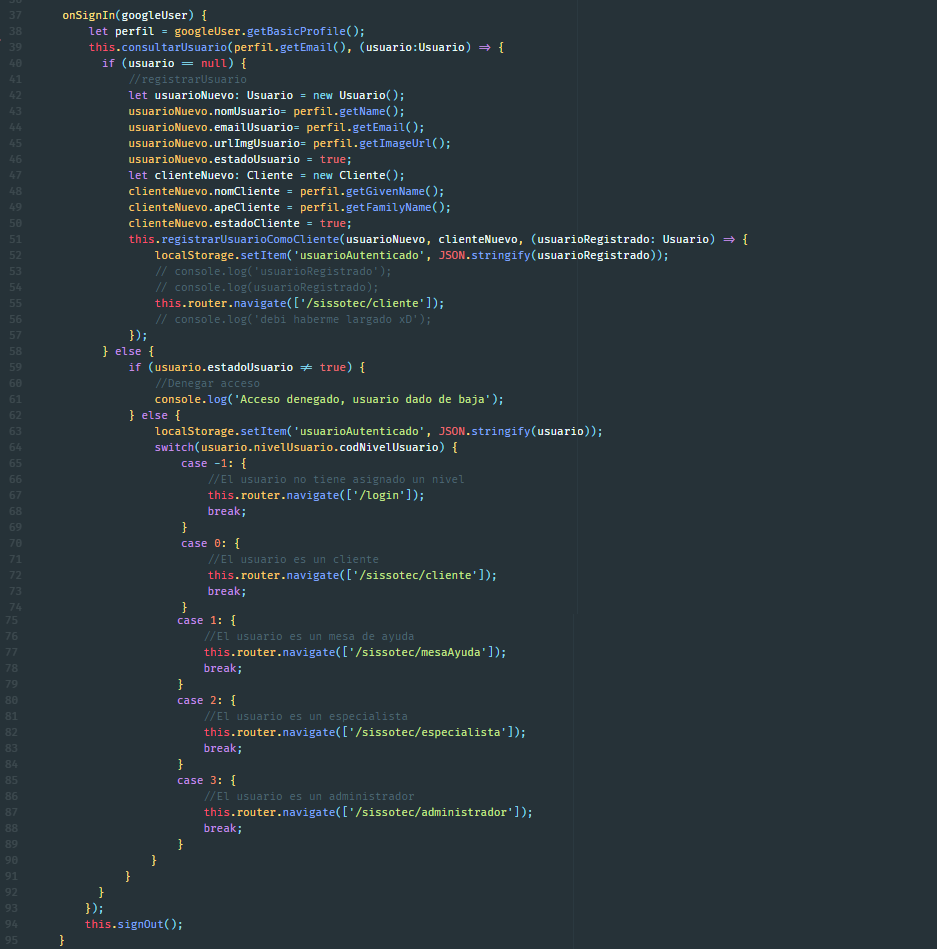 37 onSignIn(googleUser) {
38 let perfil = googleUser.getBasicProfile();
39 this.consultarUsuario(perfil.getEmail(), (usuario:Usuario) => {
40 if (usuario == null) {
41 //registrarUsuario
42 let usuarioNuevo: Usuario = new Usuario();
43 usuarioNuevo.nomUsuario= perfil.getName();
44 usuarioNuevo.emailUsuario= perfil.getEmail();
45 usuarioNuevo.urlImgUsuario= perfil.getImageUrl();
46 usuarioNuevo.estadoUsuario = true;
47 let clienteNuevo: Cliente = new Cliente();
48 clienteNuevo.nomCliente = perfil.getGivenName();
49 clienteNuevo.apeCliente = perfil.getFamilyName();
50 clienteNuevo.estadoCliente = true;
51 this.registrarUsuarioComoCliente(usuarioNuevo, clienteNuevo, (usuarioRegistrado: Usuario) => {
52 localStorage.setItem('usuarioAutenticado', JSON.stringify(usuarioRegistrado));
53 // console.log('usuarioRegistrado');
54 // console.log(usuarioRegistrado);
55 this.router.navigate(['/sissotec/cliente']);
56 // console.log('debi haberme largado xD');
57 });
58 } else {
59 if (usuario.estadoUsuario != true) {
60 //Denegar acceso
61 console.log('Acceso denegado, usuario dado de baja');
62 } else {
63 localStorage.setItem('usuarioAutenticado', JSON.stringify(usuario));
64 switch(usuario.nivelUsuario.codNivelUsuario) {
65 case -1: {
66 //El usuario no tiene asignado un nivel
67 this.router.navigate(['/login']);
68 break;
69 }
70 case 0: {
71 //El usuario es un cliente
72 this.router.navigate(['/sissotec/cliente']);
73 break;
74 }
75 case 1: {
76 //El usuario es un mesa de ayuda
77 this.router.navigate(['/sissotec/mesaAyuda']);
78 break;
79 }
80 case 2: {
81 //El usuario es un especialista
82 this.router.navigate(['/sissotec/especialista']);
83 break;
84 }
85 case 3: {
86 //El usuario es un administrador
87 this.router.navigate(['/sissotec/administrador']);
88 break;
89 }
90 }
91 }
92 }
93 });
94 this.signOut();
95 }